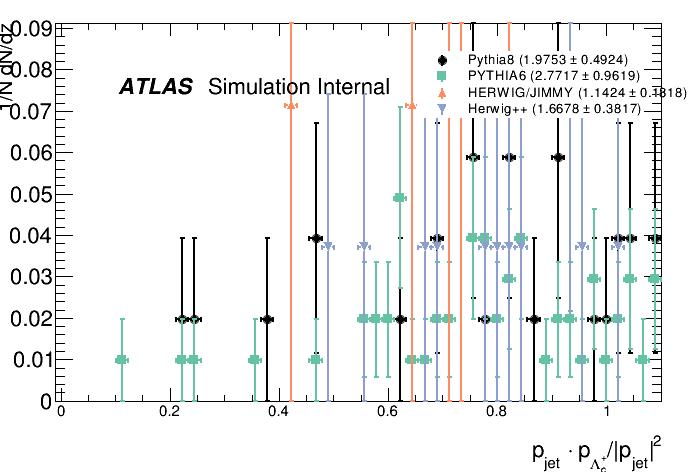 0.09
1/N dN/dz
Pythia8 (1.9753 ± 0.4924)
PYTHIA6 (2.7717 ± 0.9619)
ATLAS Simulation Internal
HERWIG/JIMMY (1.1424 ± 0.1818)
0.08
Herwig++ (1.6678 ± 0.3817)
0.07
0.06
0.05
0.04
0.03
0.02
0.01
0
0 0.2 0.4 0.6 0.8 1
p_jet · p_Λ_c^+/|p_jet|^2